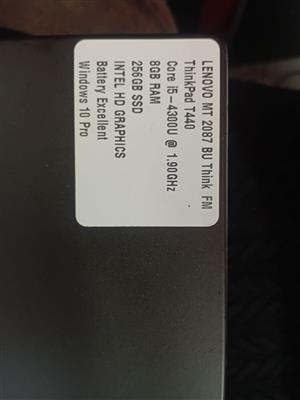 LENOVO MT 2087 BU Think FM
ThinkPad T440
Core i5-4300U @ 1.90GHz
8GB RAM
256GB SSD
INTEL HD GRAPHICS
Battery Excellent
Windows 10 Pro